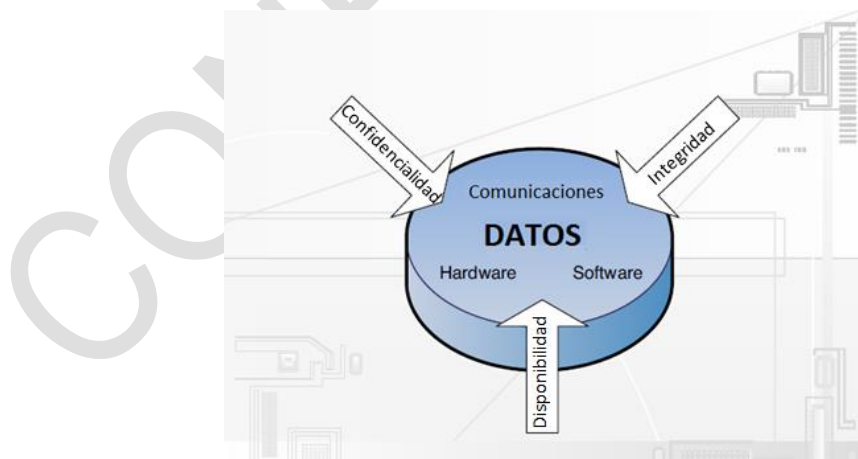 Confidencialidad
Integridad
Comunicaciones
DATOS
Hardware Software
Disponibilidad